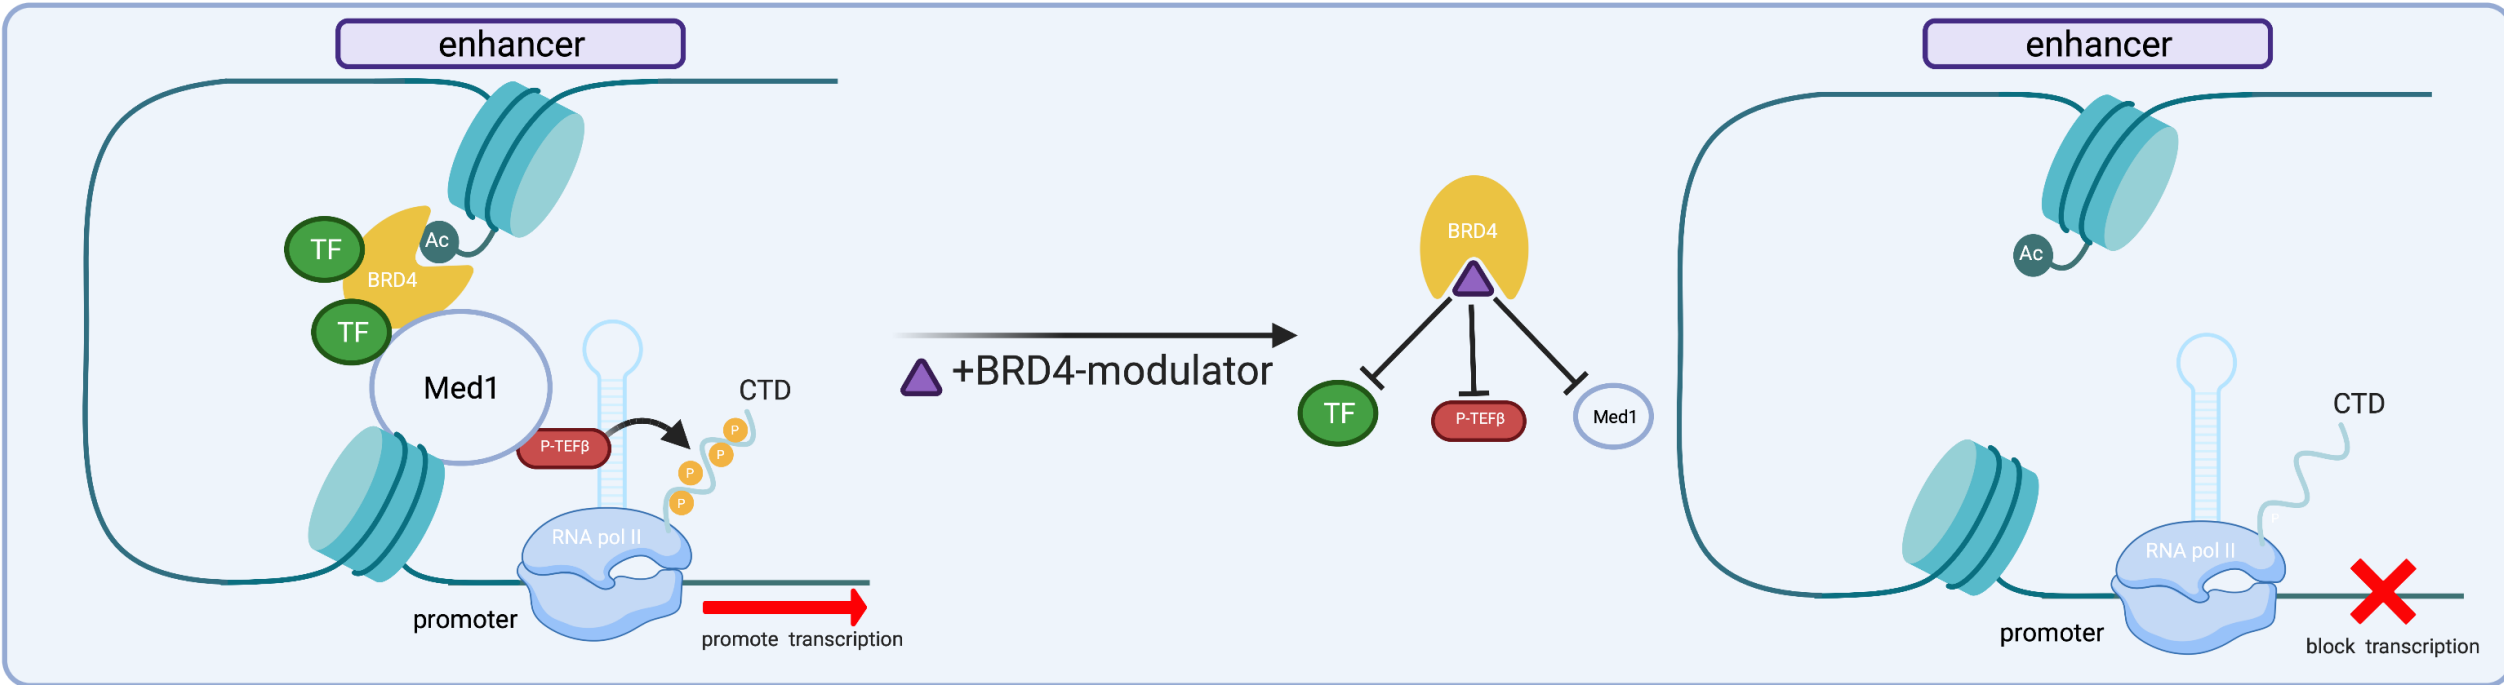 enhancer
TF
BRD4
Ac
TF
Med1
P-TEFβ
CTD
P
P
P
P
RNA pol II
promoter
promote transcription
+BRD4-modulator
BRD4
TF
P-TEFβ
Med1
enhancer
Ac
CTD
P
RNA pol II
promoter
block transcription